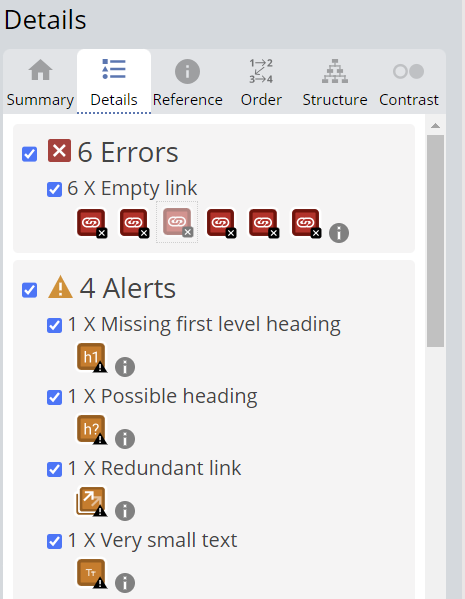 Details
Summary Details Reference Order Structure Contrast
6 Errors
6 X Empty link
4 Alerts
1 X Missing first level heading
h1
1 X Possible heading
h?
1 X Redundant link
1 X Very small text
TT